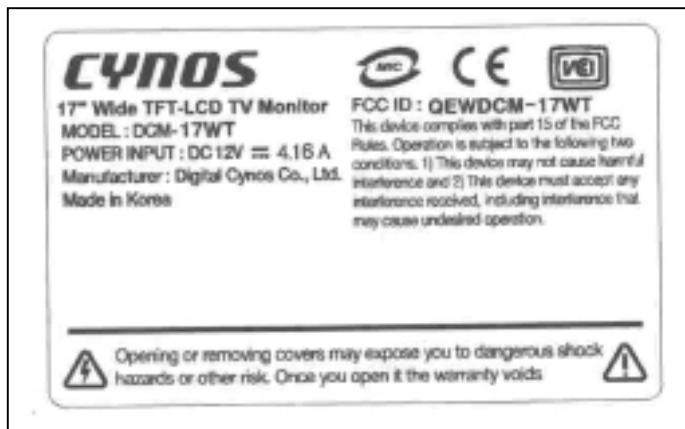 CYNOS
MIC
CE
17" Wide TFT-LCD TV Monitor
MODEL : DCM-17WT
POWER INPUT : DC 12V ⎓ 4.16 A
Manufacturer : Digital Cynos Co., Ltd.
Made in Korea
FCC ID : QEWDCM-17WT
This device complies with part 15 of the FCC
Rules. Operation is subject to the following two
conditions. 1) This device may not cause harmful
interference and 2) This device must accept any
interference received, including interference that
may cause undesired operation.
Opening or removing covers may expose you to dangerous shock
hazards or other risk. Once you open it the warranty voids